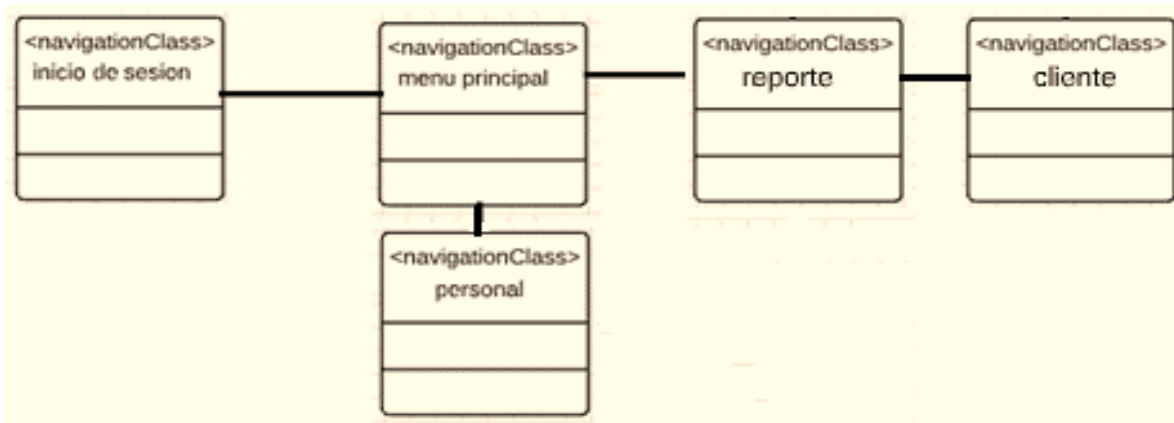 <navigationClass>
inicio de sesion
<navigationClass>
menu principal
<navigationClass>
reporte
<navigationClass>
cliente
<navigationClass>
personal